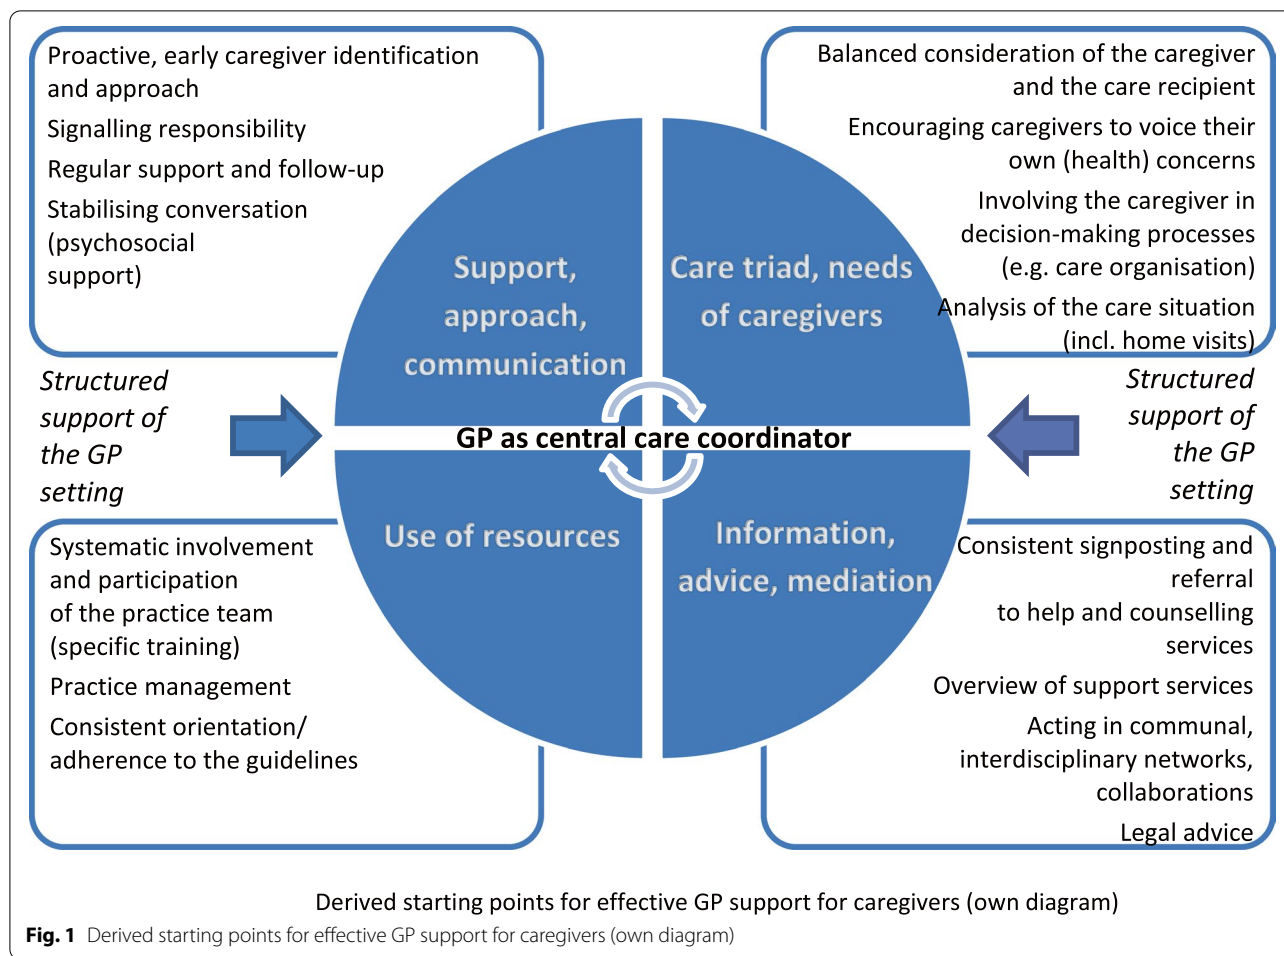 Proactive, early caregiver identification
and approach
Signalling responsibility
Regular support and follow-up
Stabilising conversation
(psychosocial
support)
Balanced consideration of the caregiver
and the care recipient
Encouraging caregivers to voice their
own (health) concerns
Involving the caregiver in
decision-making processes
(e.g. care organisation)
Analysis of the care situation
(incl. home visits)
Support,
approach,
communication
Care triad, needs
of caregivers
Structured
support of
the GP
setting
GP as central care coordinator
Structured
support of
the GP
setting
Use of resources
Information,
advice, mediation
Systematic involvement
and participation
of the practice team
(specific training)
Practice management
Consistent orientation/
adherence to the guidelines
Consistent signposting and
referral
to help and counselling
services
Overview of support services
Acting in communal,
interdisciplinary networks,
collaborations
Legal advice
Derived starting points for effective GP support for caregivers (own diagram)
Fig. 1 Derived starting points for effective GP support for caregivers (own diagram)